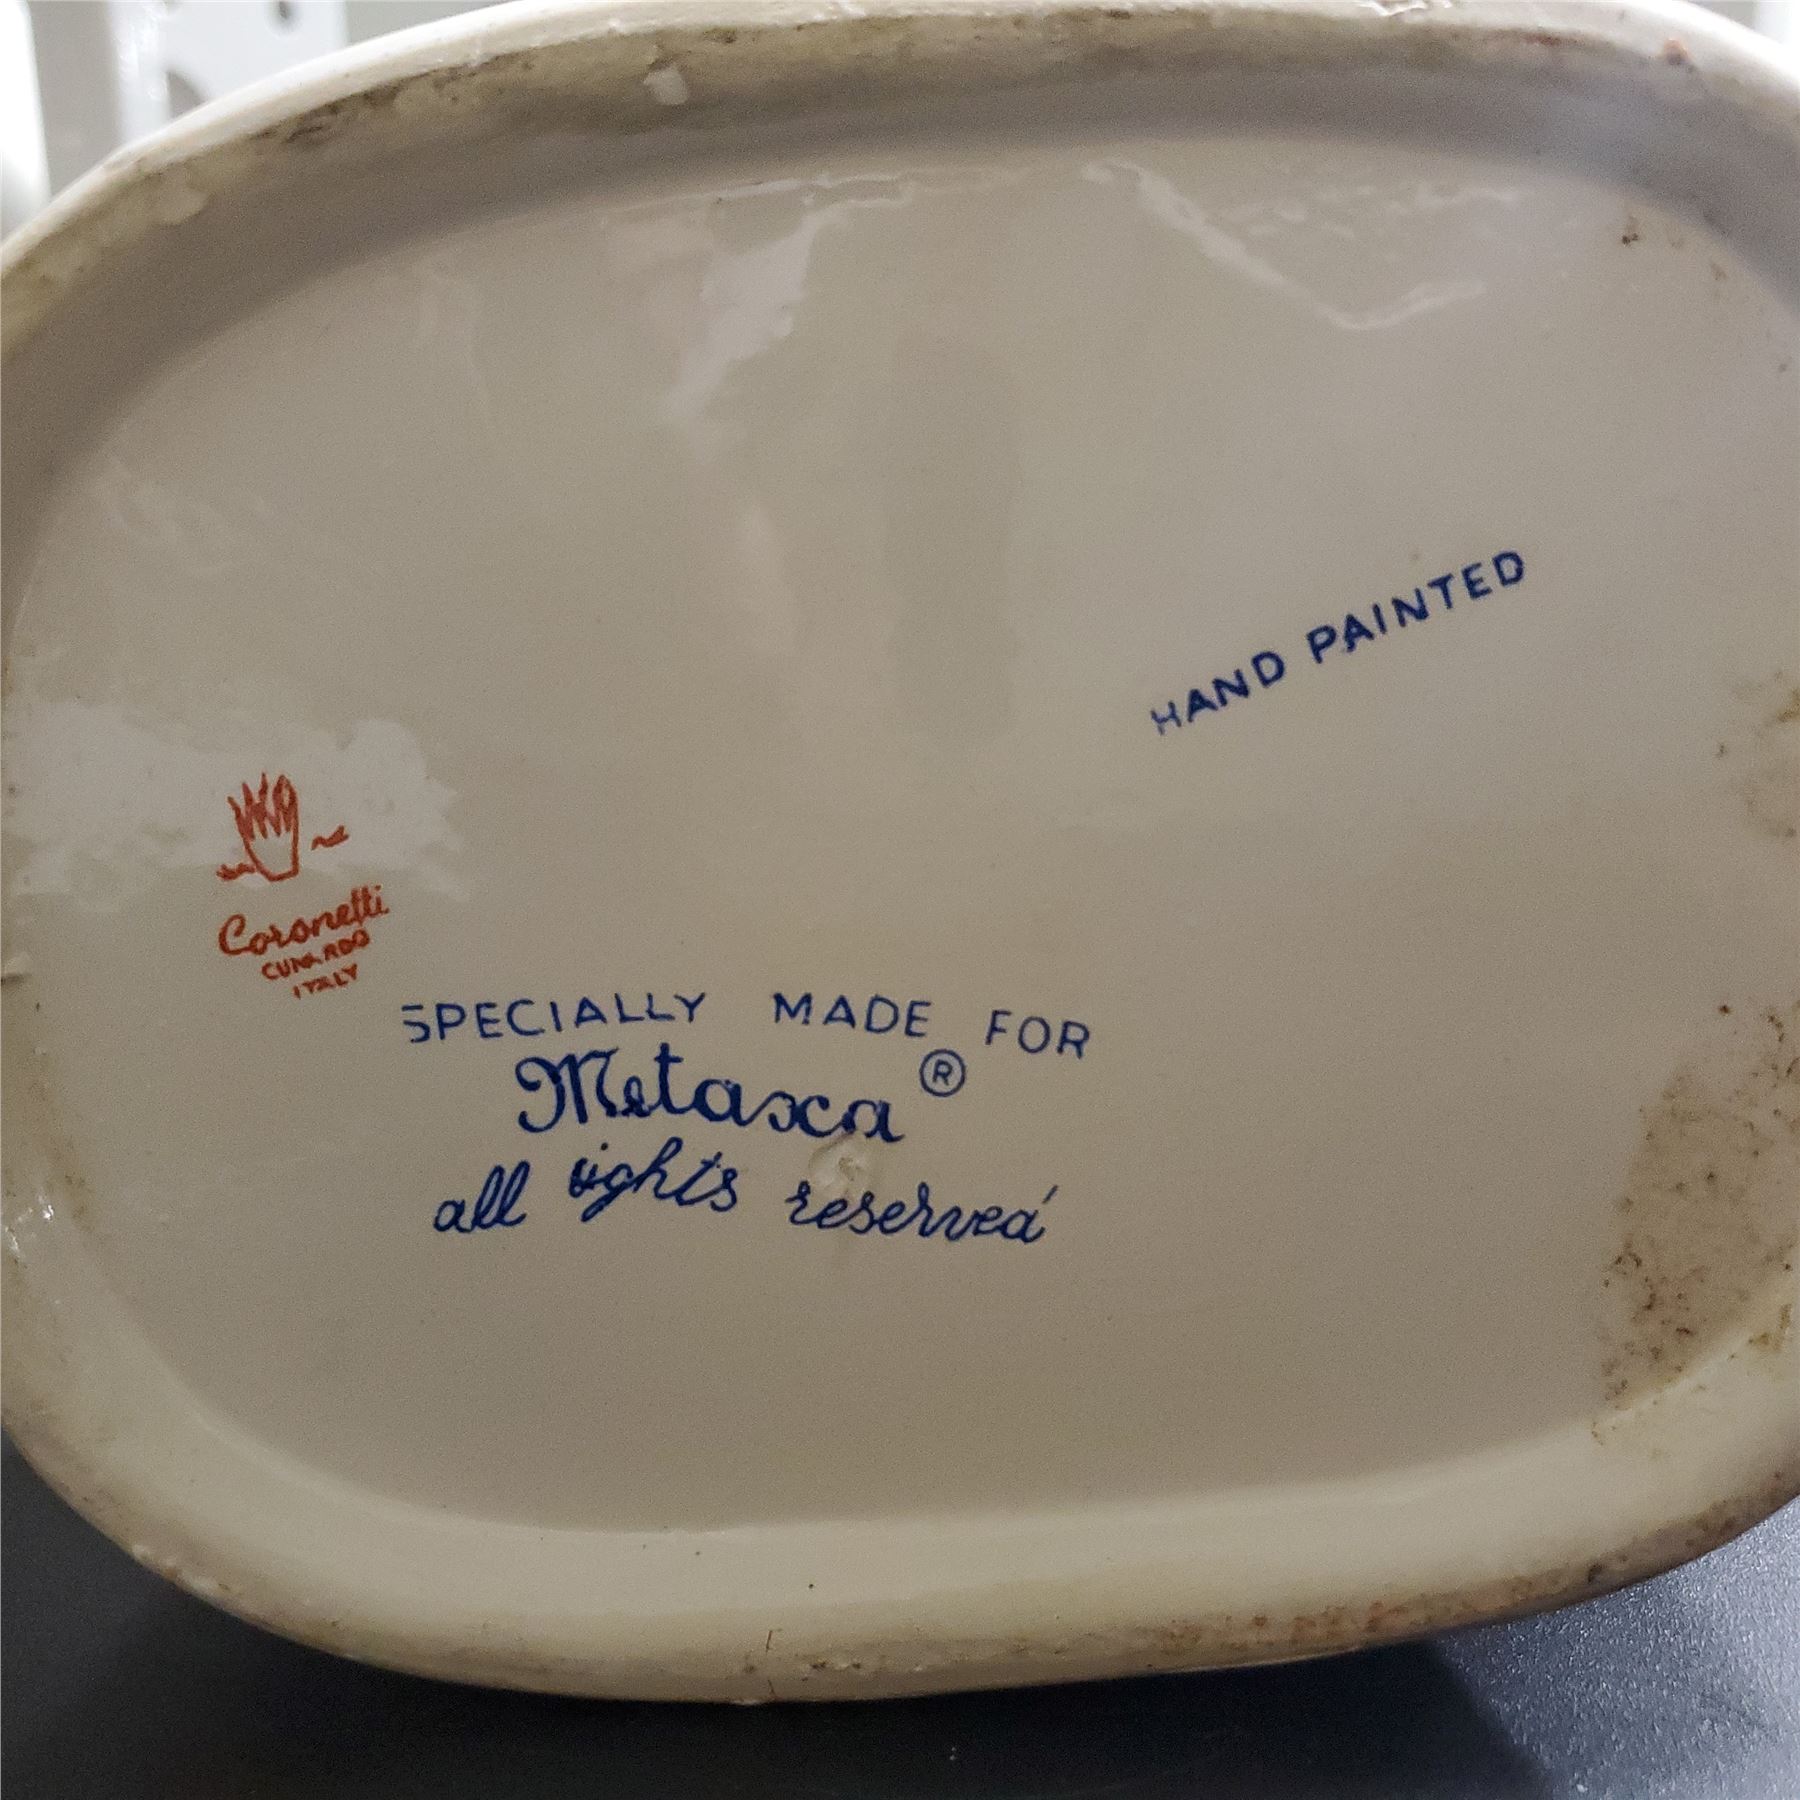 HAND PAINTED
Coronetti
CUNARDO
ITALY
SPECIALLY MADE FOR
Metaxa ®
all rights reserved